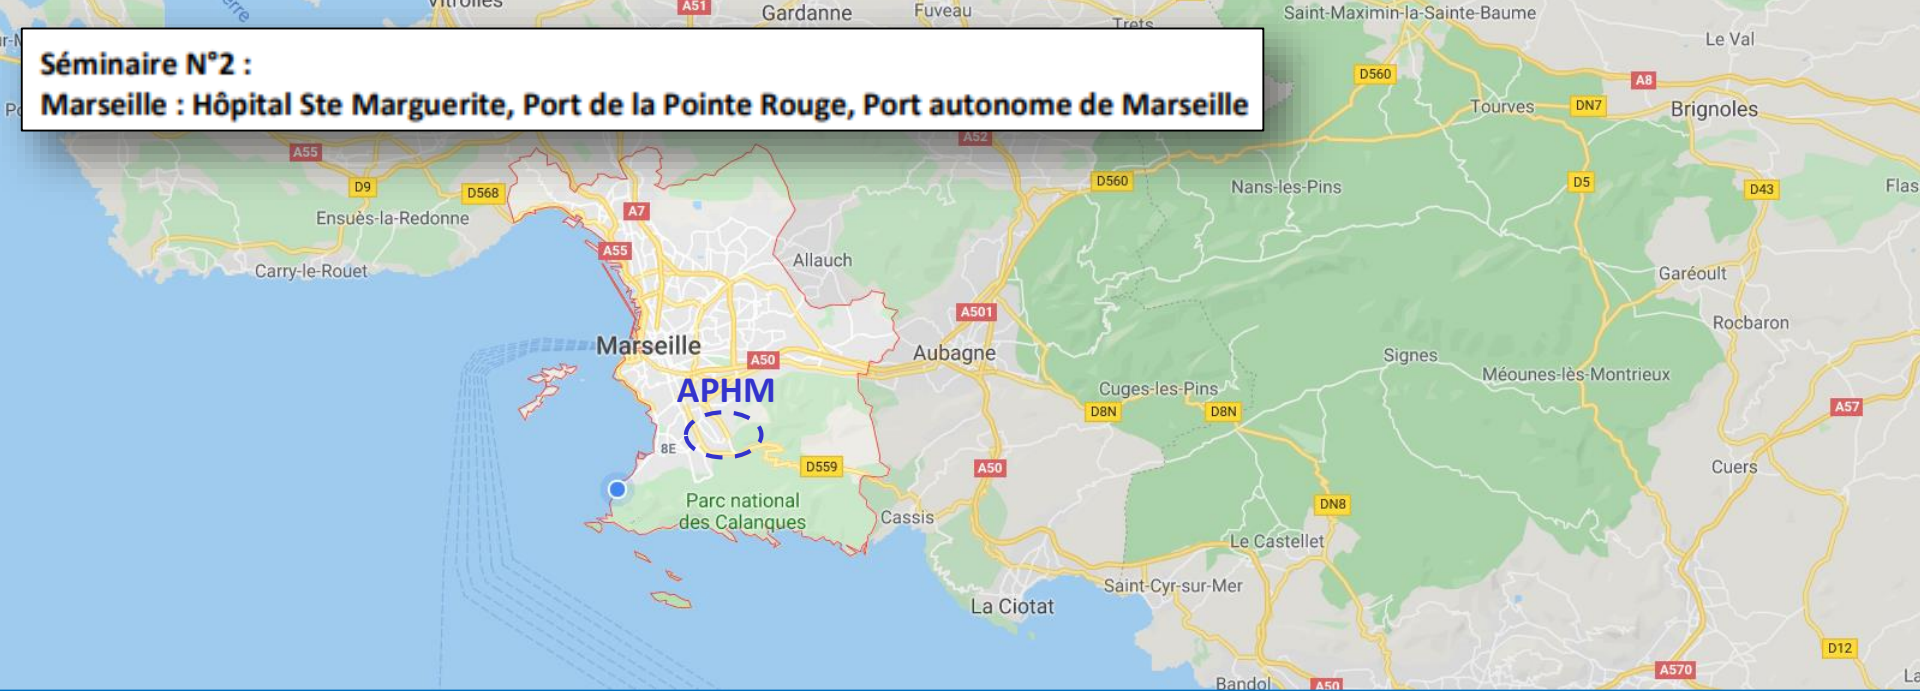 Vitrolles
A51
Gardanne
Fuveau
Trets
Saint-Maximin-la-Sainte-Baume
Le Val
Séminaire N°2 :
Marseille : Hôpital Ste Marguerite, Port de la Pointe Rouge, Port autonome de Marseille
D560
A8
Tourves
DN7
Brignoles
A52
A55
D9
D568
D560
Nans-les-Pins
D5
D43
Flas
Ensuès-la-Redonne
A7
A55
Carry-le-Rouet
Allauch
Garéoult
A501
Rocbaron
Marseille
A50
Aubagne
Signes
Méounes-lès-Montrieux
APHM
Cuges-les-Pins
D8N
D8N
A57
8E
D559
A50
Cuers
Parc national
des Calanques
Cassis
DN8
Le Castellet
Saint-Cyr-sur-Mer
La Ciotat
D12
A570
Bandol
A50
La